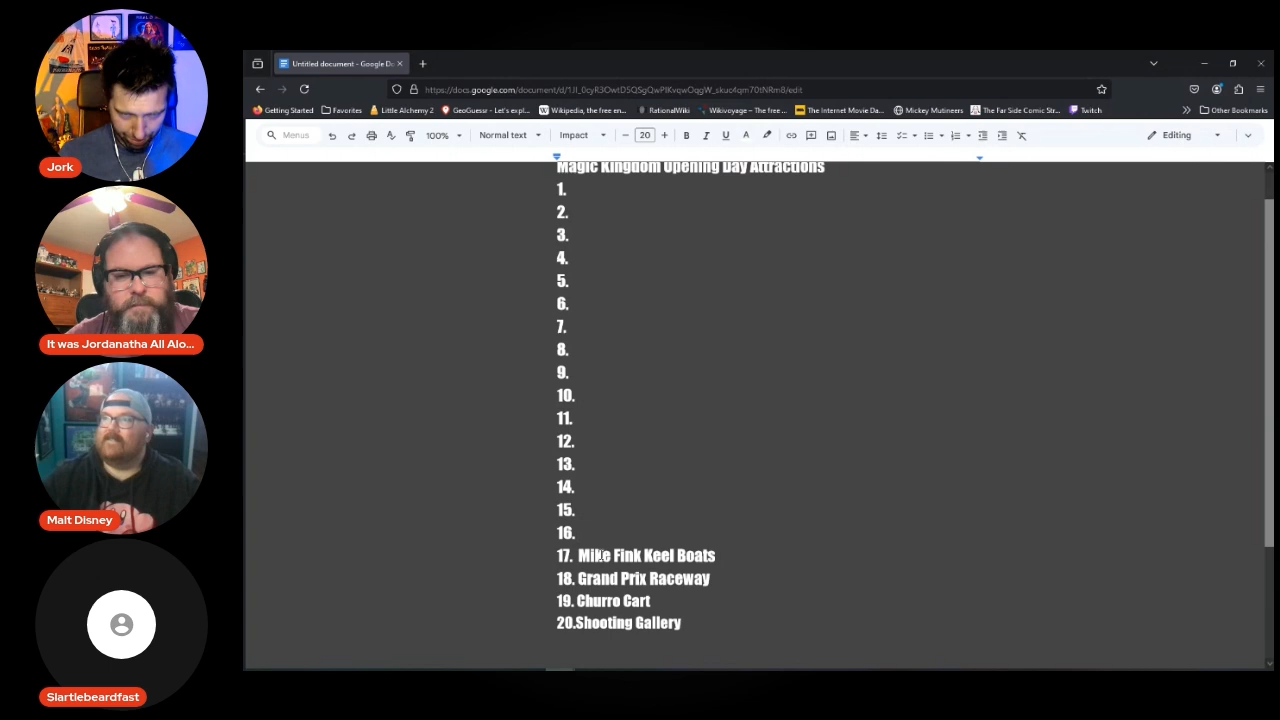 Jork
It was Jordanatha All Alo...
Malt Disney
Slartlebeardfast
Untitled document - Google Do
Getting Started
Favorites
Little Alchemy 2
GeoGuessr - Let's expl...
Wikipedia, the free en...
RationalWiki
Wikivoyage – The free ...
The Internet Movie Da...
Mickey Mutineers
The Far Side Comic Str...
Twitch
Other Bookmarks
Menus
100%
Normal text
Impact
20
Editing
Magic Kingdom Opening Day Attractions
1.
2.
3.
4.
5.
6.
7.
8.
9.
10.
11.
12.
13.
14.
15.
16.
17. Mike Fink Keel Boats
18. Grand Prix Raceway
19. Churro Cart
20.Shooting Gallery